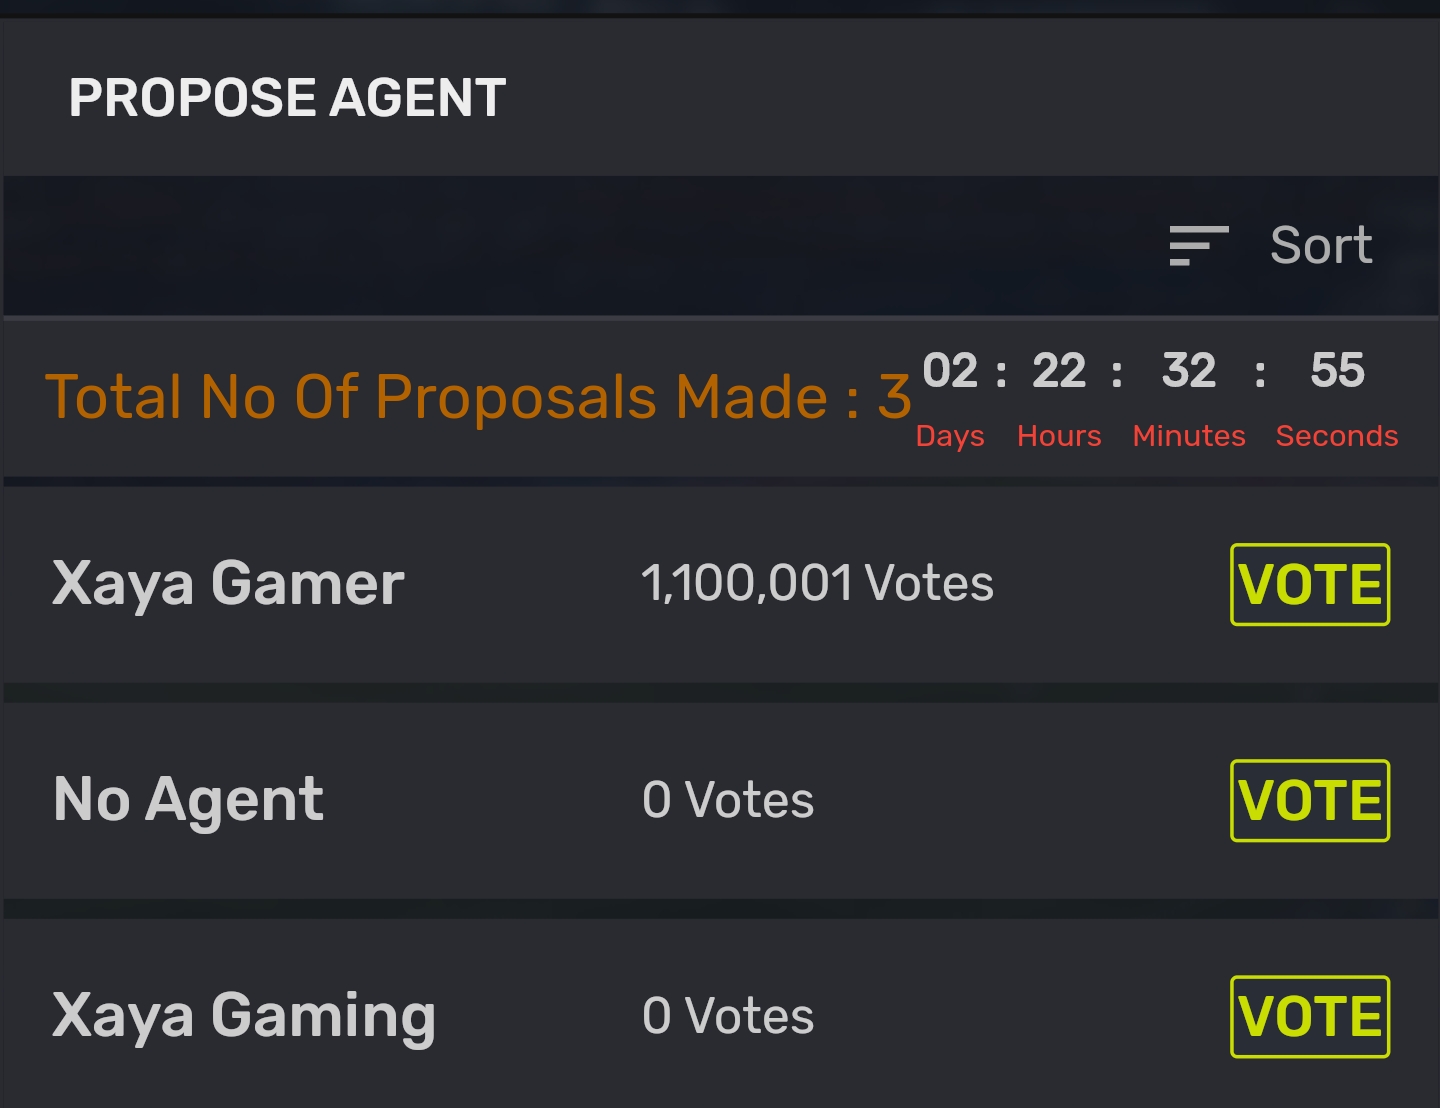 PROPOSE AGENT
Sort
Total No Of Proposals Made : 3
02 : 22 : 32 : 55
Days Hours Minutes Seconds
Xaya Gamer 1,100,001 Votes VOTE
No Agent 0 Votes VOTE
Xaya Gaming 0 Votes VOTE